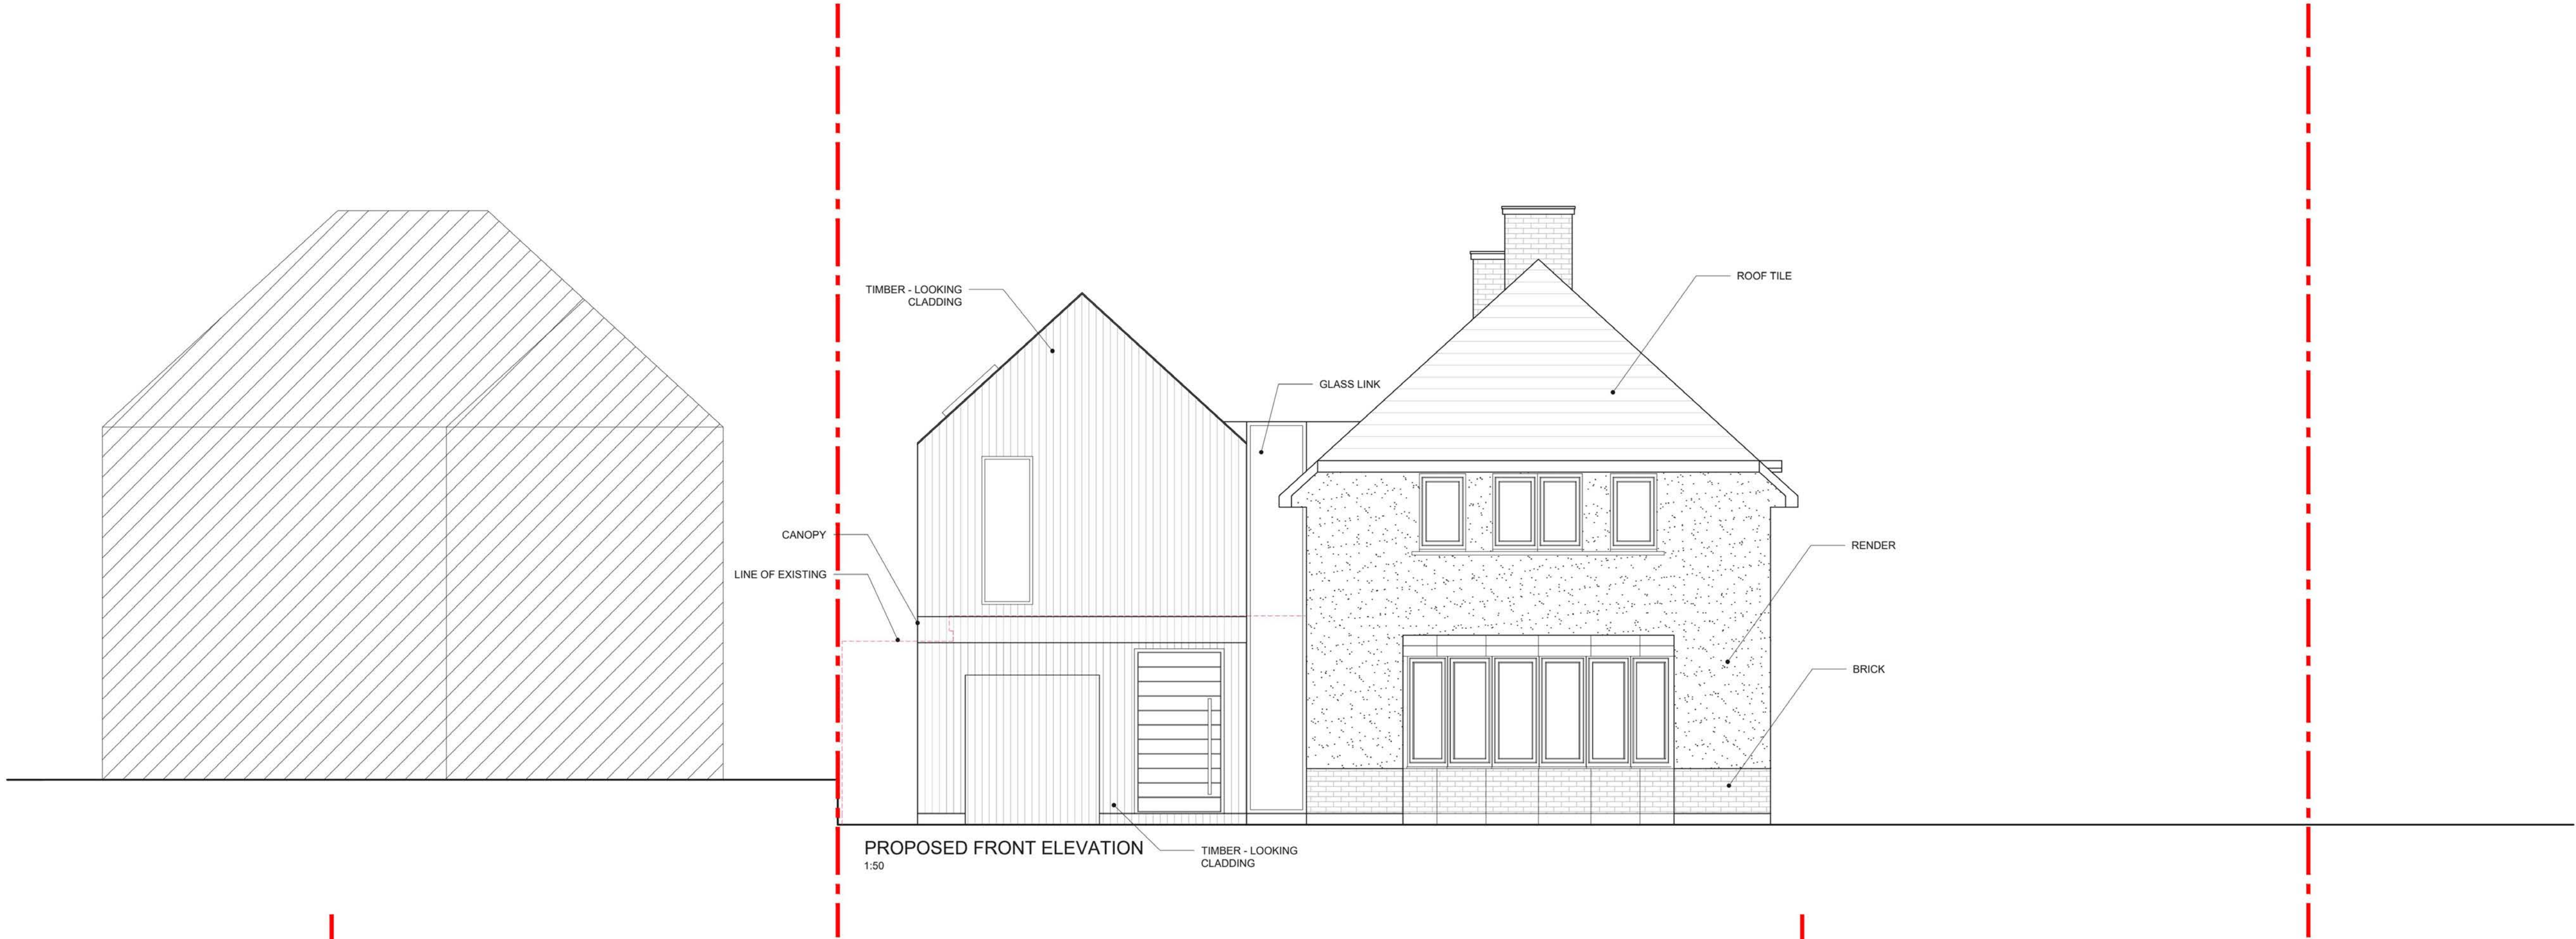 TIMBER - LOOKING
CLADDING
ROOF TILE
GLASS LINK
CANOPY
LINE OF EXISTING
RENDER
BRICK
PROPOSED FRONT ELEVATION
1:50
TIMBER - LOOKING
CLADDING